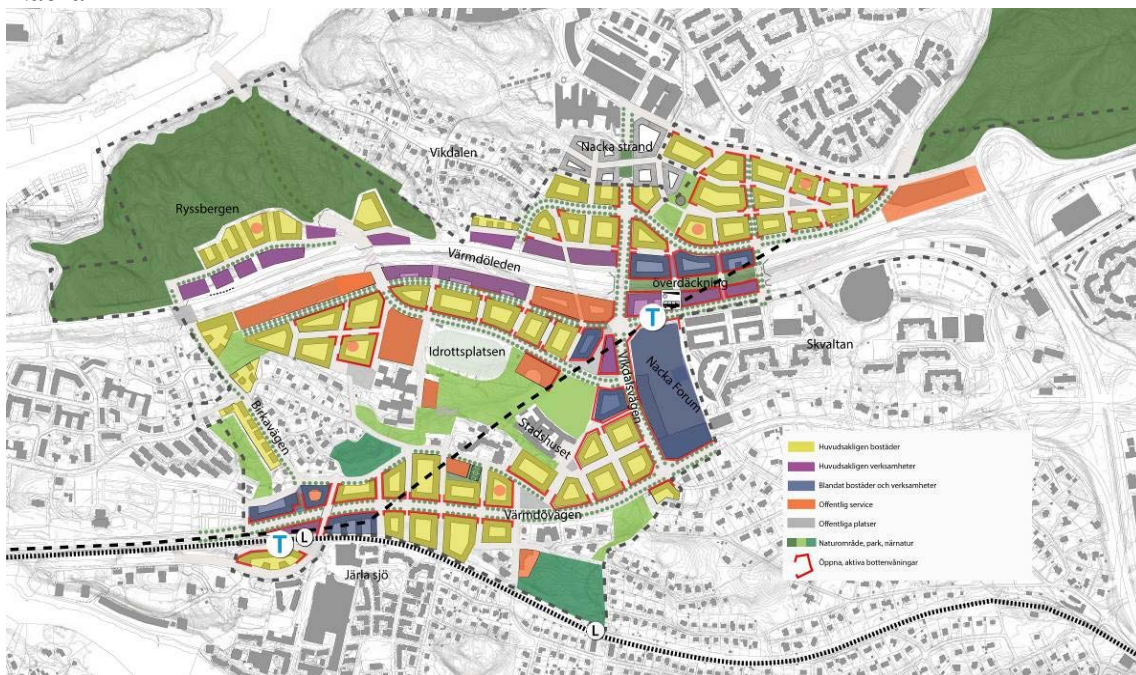 Nacka strand
Vikdalen
Ryssbergen
Värmdöleden
överdäckning
T
Skvaltan
Idrottsplatsen
Vikdalsvägen
Nacka Forum
Birkavägen
Stadshuset
Värmdövägen
T
L
Järla sjö
L
Huvudsakligen bostäder
Huvudsakligen verksamheter
Blandat bostäder och verksamheter
Offentlig service
Offentliga platser
Naturområde, park, närnatur
Öppna, aktiva bottenvåningar